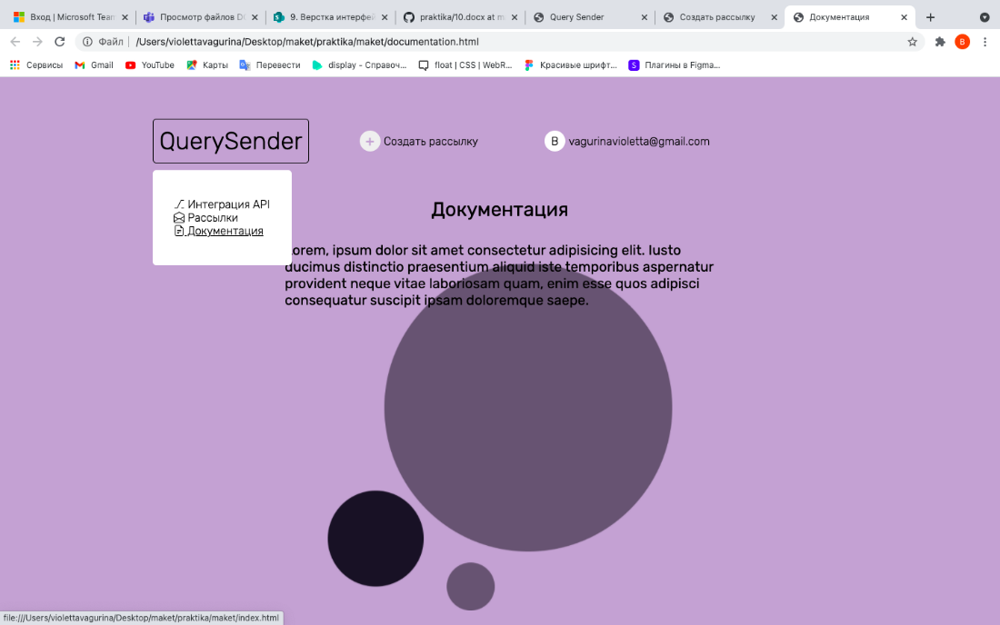 Вход | Microsoft Team
Просмотр файлов DO
9. Верстка интерфей
praktika/10.docx at m
Query Sender
Создать рассылку
Документация
Файл
/Users/violettavagurina/Desktop/maket/praktika/maket/documentation.html
B
Сервисы
Gmail
YouTube
Карты
Перевести
display - Справоч...
float | CSS | WebR...
Красивые шрифт...
S
Плагины в Figma...
QuerySender
+ Создать рассылку
B vagurinavioletta@gmail.com
Интеграция API
Рассылки
Документация
Документация
Lorem, ipsum dolor sit amet consectetur adipisicing elit. Iusto
ducimus distinctio praesentium aliquid iste temporibus aspernatur
provident neque vitae laboriosam quam, enim esse quos adipisci
consequatur suscipit ipsam doloremque saepe.
file:///Users/violettavagurina/Desktop/maket/praktika/maket/index.html